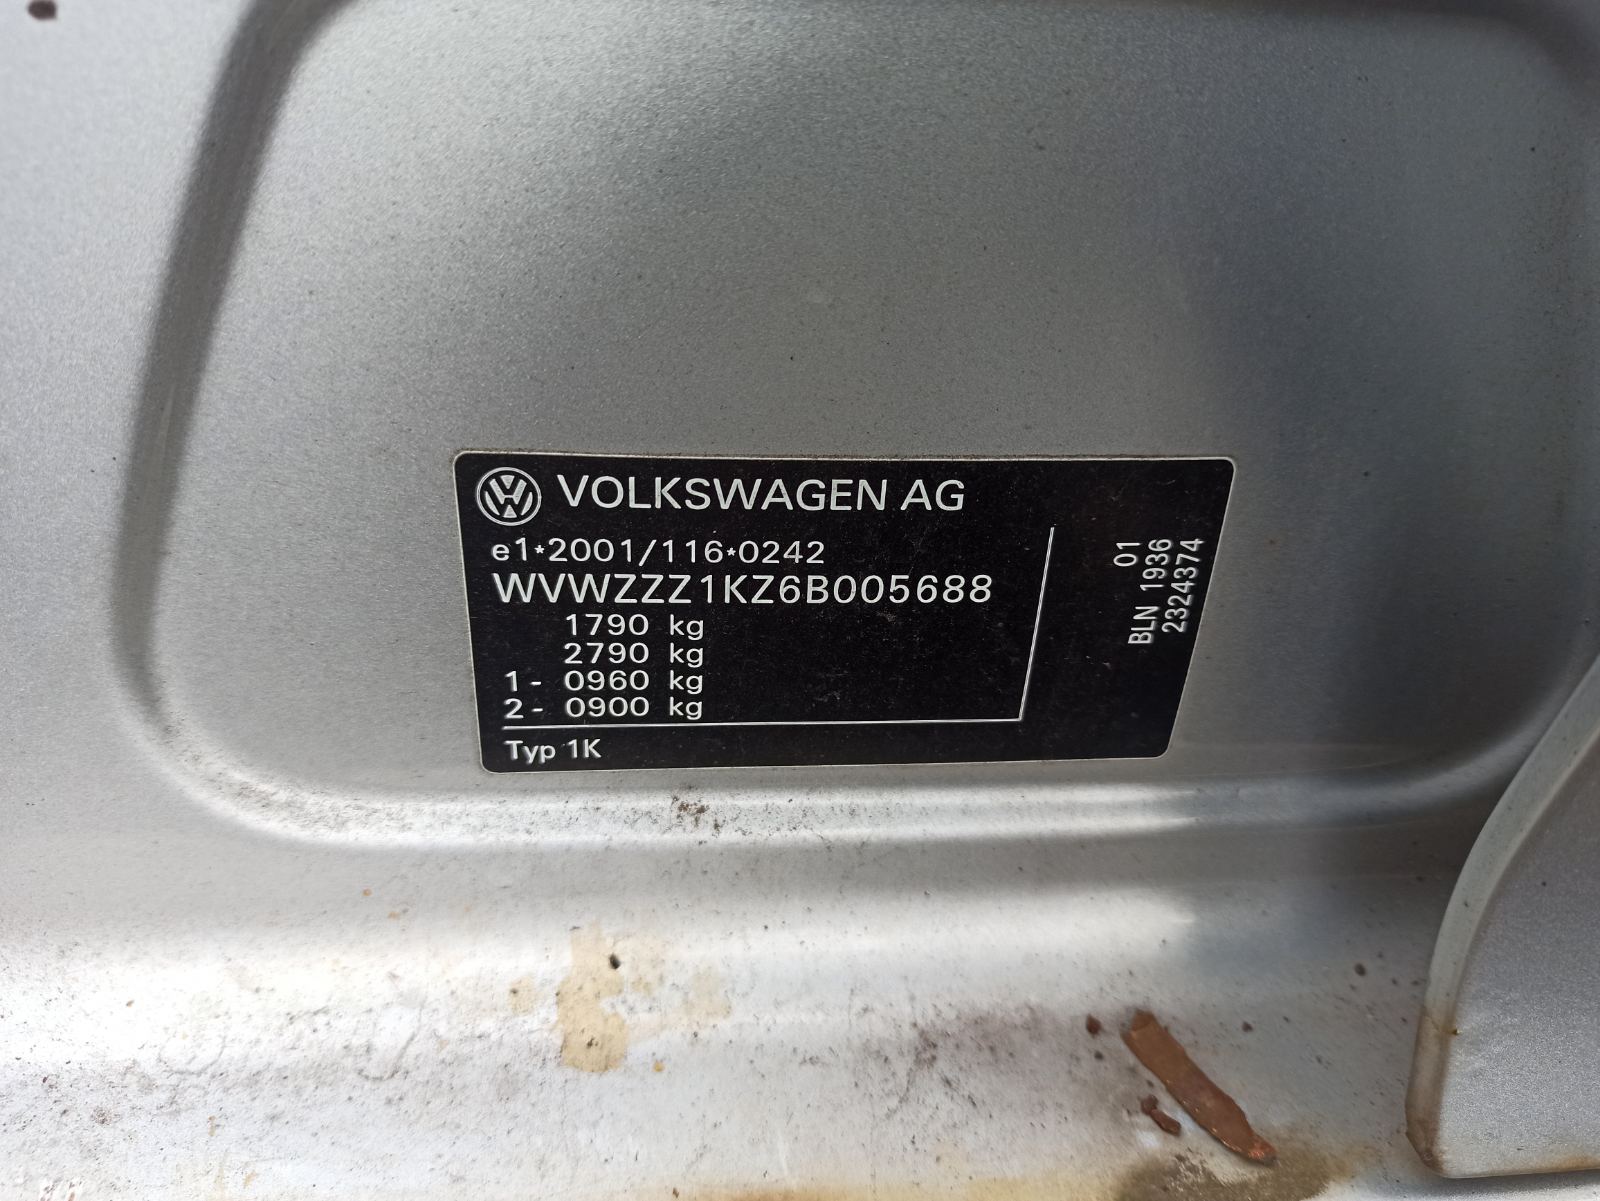 VOLKSWAGEN AG
e1*2001/116*0242
WVWZZZ1KZ6B005688
1790 kg
2790 kg
1- 0960 kg
2- 0900 kg
Typ 1K
01
BLN 1936
2324374